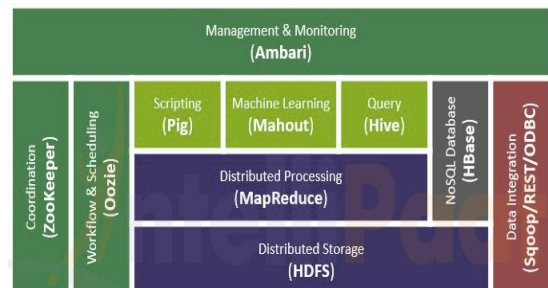 Management & Monitoring
(Ambari)
Coordination
(ZooKeeper)
Workflow & Scheduling
(Oozie)
Scripting
(Pig)
Machine Learning
(Mahout)
Query
(Hive)
NoSQL Database
(HBase)
Data Integration
(Sqoop/REST/ODBC)
Distributed Processing
(MapReduce)
Distributed Storage
(HDFS)